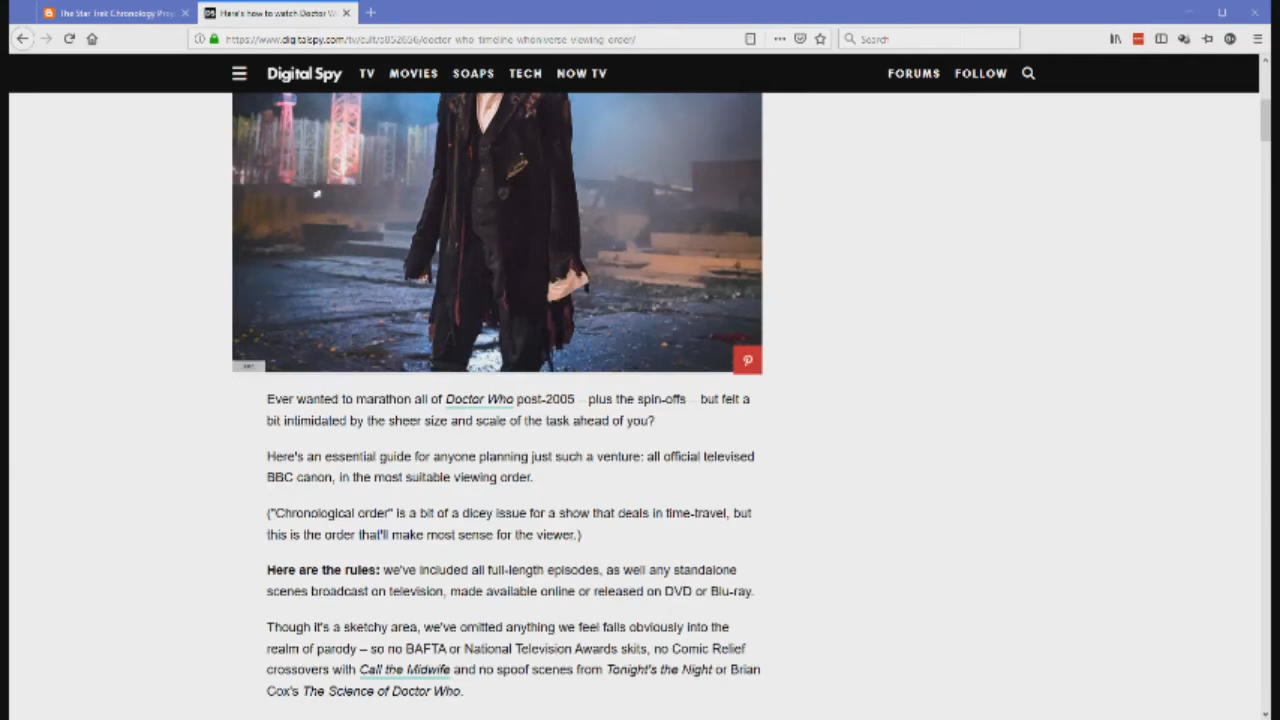 The Star Trek Chronology Proj
Here's how to watch Doctor W
https://www.digitalspy.com/tv/cult/a852656/doctor-who-timeline-whoniverse-viewing-order/
Search
Digital Spy TV MOVIES SOAPS TECH NOW TV FORUMS FOLLOW
Ever wanted to marathon all of Doctor Who post-2005 – plus the spin-offs – but felt a
bit intimidated by the sheer size and scale of the task ahead of you?
Here's an essential guide for anyone planning just such a venture: all official televised
BBC canon, in the most suitable viewing order.
("Chronological order" is a bit of a dicey issue for a show that deals in time-travel, but
this is the order that'll make most sense for the viewer.)
Here are the rules: we've included all full-length episodes, as well any standalone
scenes broadcast on television, made available online or released on DVD or Blu-ray.
Though it's a sketchy area, we've omitted anything we feel falls obviously into the
realm of parody – so no BAFTA or National Television Awards skits, no Comic Relief
crossovers with Call the Midwife and no spoof scenes from Tonight's the Night or Brian
Cox's The Science of Doctor Who.